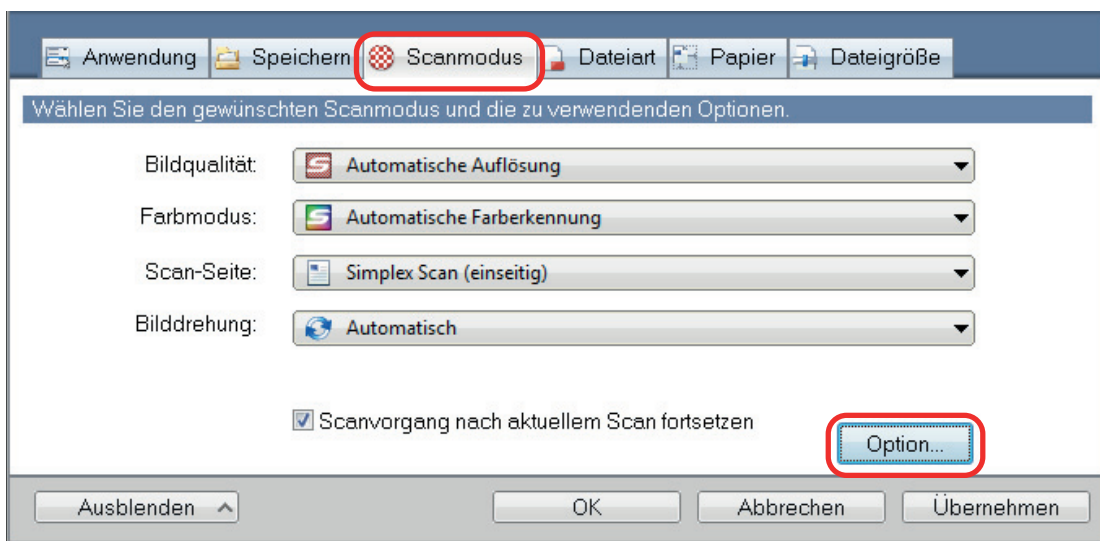 Anwendung Speichern Scanmodus Dateiart Papier Dateigröße
Wählen Sie den gewünschten Scanmodus und die zu verwendenden Optionen.
Bildqualität: Automatische Auflösung
Farbmodus: Automatische Farberkennung
Scan-Seite: Simplex Scan (einseitig)
Bilddrehung: Automatisch
Scanvorgang nach aktuellem Scan fortsetzen
Option...
Ausblenden OK Abbrechen Übernehmen